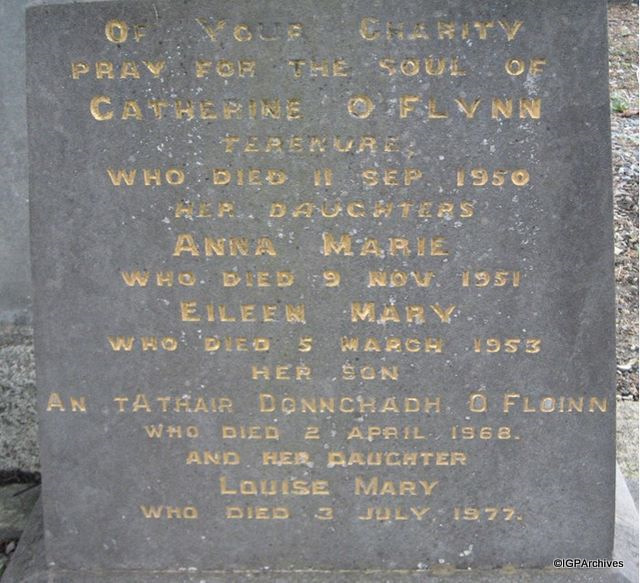 OF YOUR CHARITY
PRAY FOR THE SOUL OF
CATHERINE O'FLYNN
TERENURE,
WHO DIED 11 SEP. 1950
HER DAUGHTERS
ANNA MARIE
WHO DIED 9 NOV. 1951
EILEEN MARY
WHO DIED 5 MARCH 1953
HER SON
AN tATHAIR DONNCHADH O FLOINN
WHO DIED 2 APRIL 1968.
AND HER DAUGHTER
LOUISE MARY
WHO DIED 3 JULY 1977.
©IGPArchives